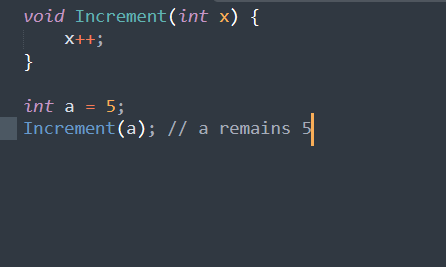 void Increment(int x) {
    x++;
}

int a = 5;
Increment(a); // a remains 5